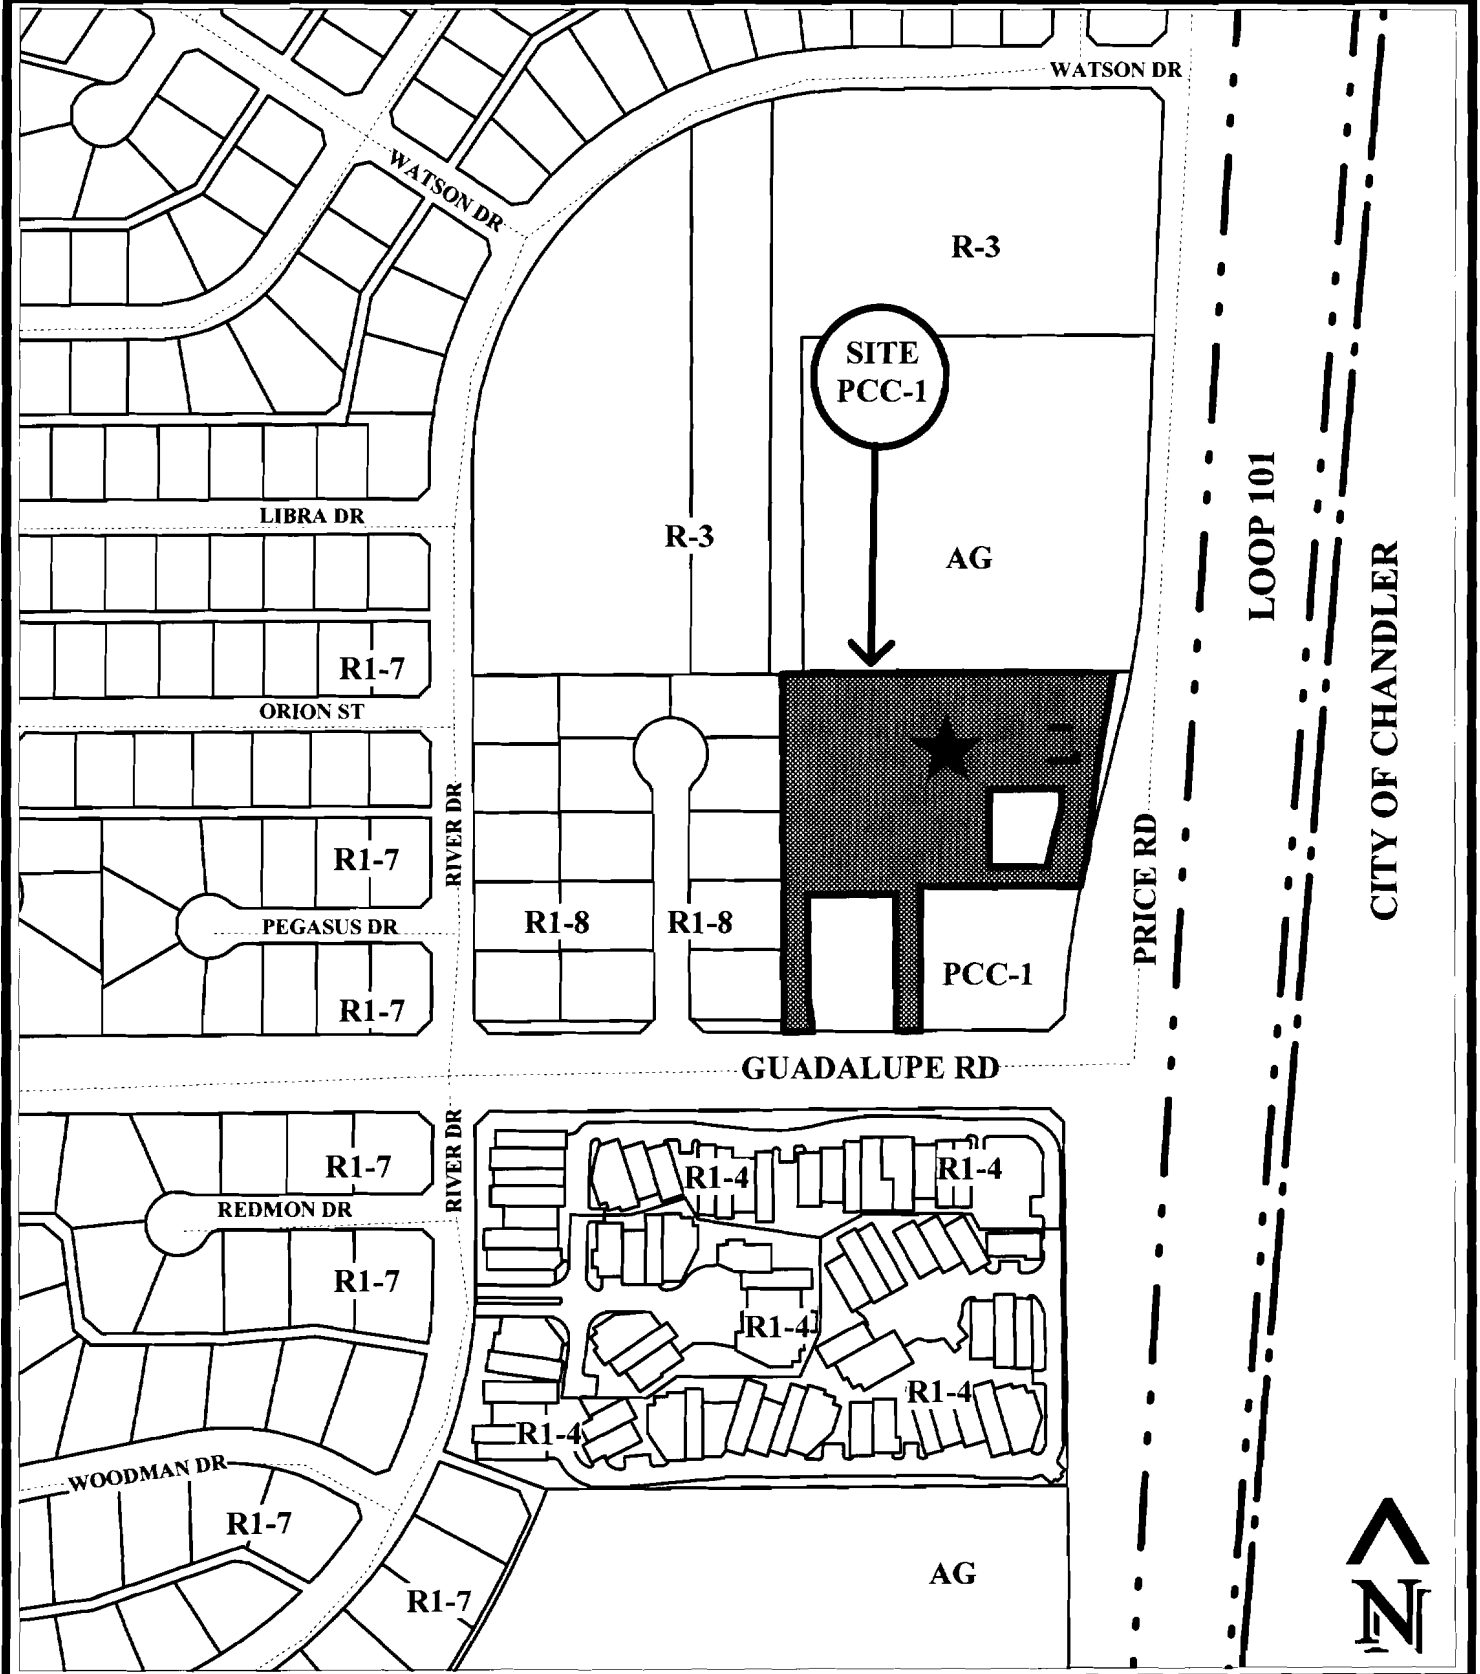 WATSON DR
WATSON DR
R-3
SITE
PCC-1
LOOP 101
LIBRA DR
R-3
AG
CITY OF CHANDLER
R1-7
ORION ST
RIVER DR
R1-7
PRICE RD
PEGASUS DR
R1-8
R1-8
PCC-1
R1-7
GUADALUPE RD
RIVER DR
R1-7
R1-4
R1-4
REDMON DR
R1-7
R1-4
R1-4
R1-4
WOODMAN DR
R1-7
AG
R1-7
N